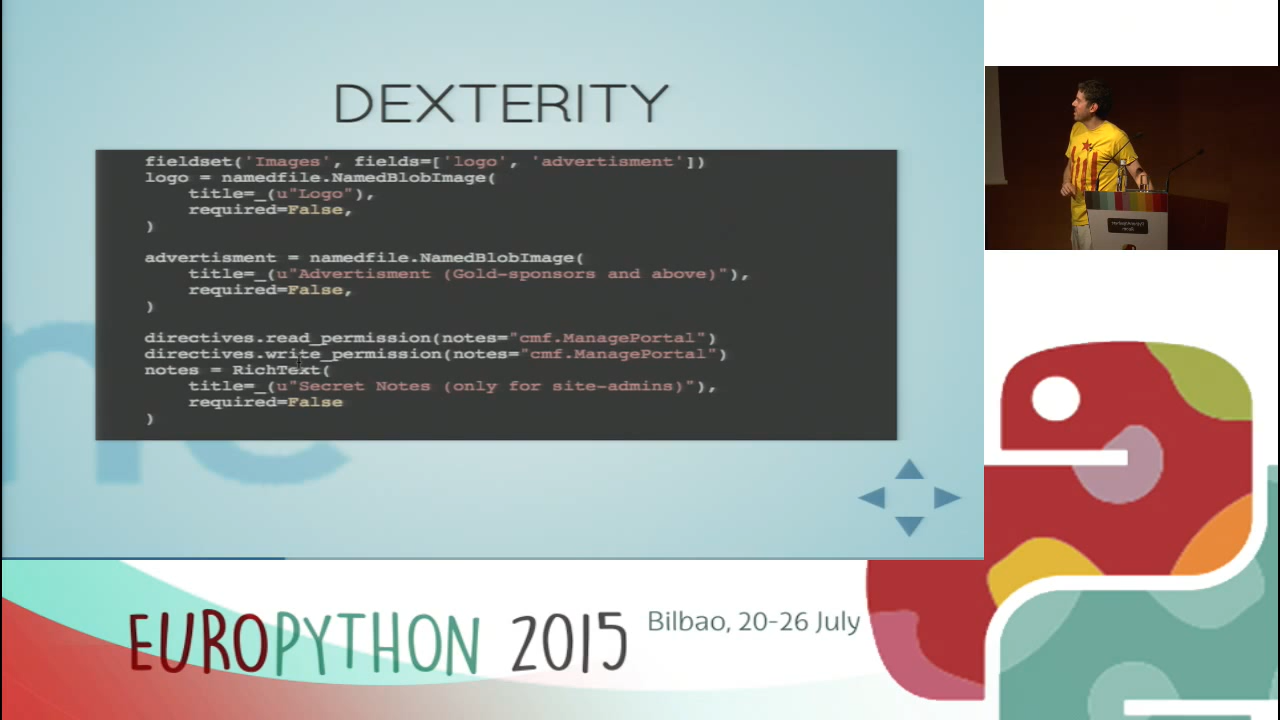 DEXTERITY
fieldset('Images', fields=['logo', 'advertisment'])
logo = namedfile.NamedBlobImage(
title=_(u"Logo"),
required=False,
)
advertisment = namedfile.NamedBlobImage(
title=_(u"Advertisment (Gold-sponsors and above)"),
required=False,
)
directives.read_permission(notes="cmf.ManagePortal")
directives.write_permission(notes="cmf.ManagePortal")
notes = RichText(
title=_(u"Secret Notes (only for site-admins)"),
required=False
)
EUROPYTHON 2015
Bilbao, 20-26 July